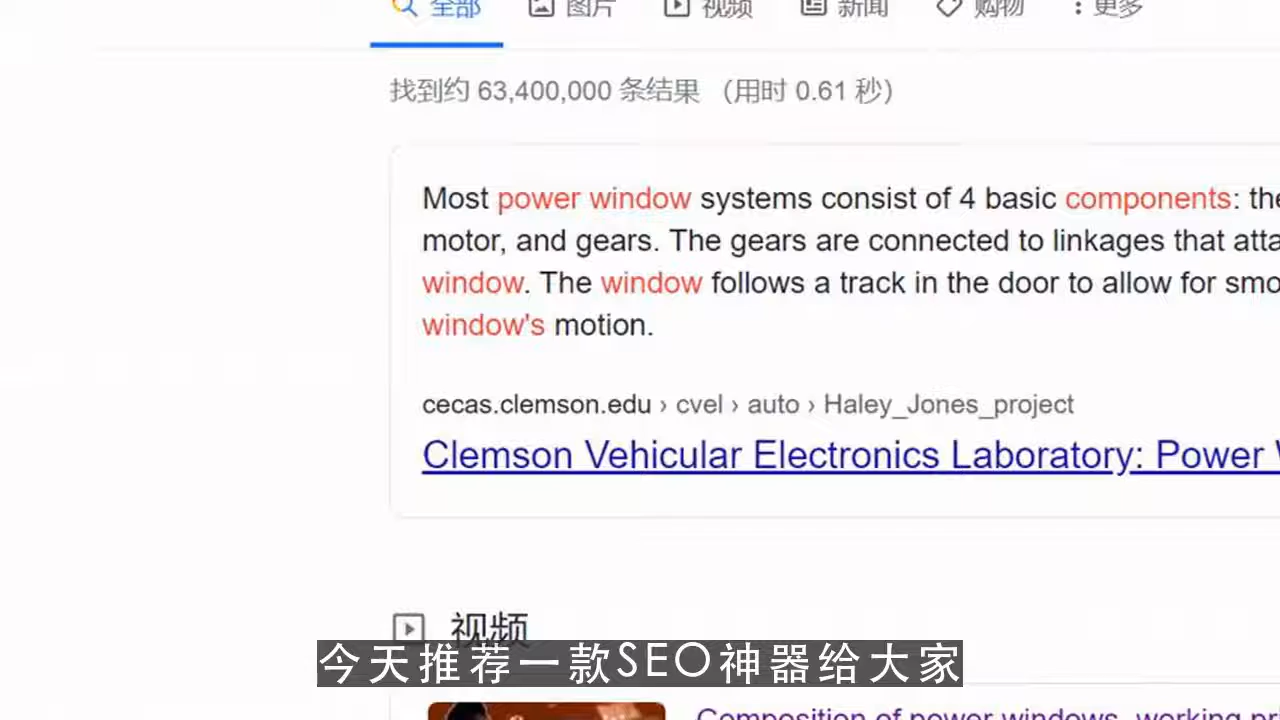 全部 图片 视频 新闻 购物 更多
找到约 63,400,000 条结果 （用时 0.61 秒）
Most power window systems consist of 4 basic components: the
motor, and gears. The gears are connected to linkages that atta
window. The window follows a track in the door to allow for smo
window's motion.
cecas.clemson.edu › cvel › auto › Haley_Jones_project
Clemson Vehicular Electronics Laboratory: Power
视频
今天推荐一款SEO神器给大家
Composition of power windows, working pr